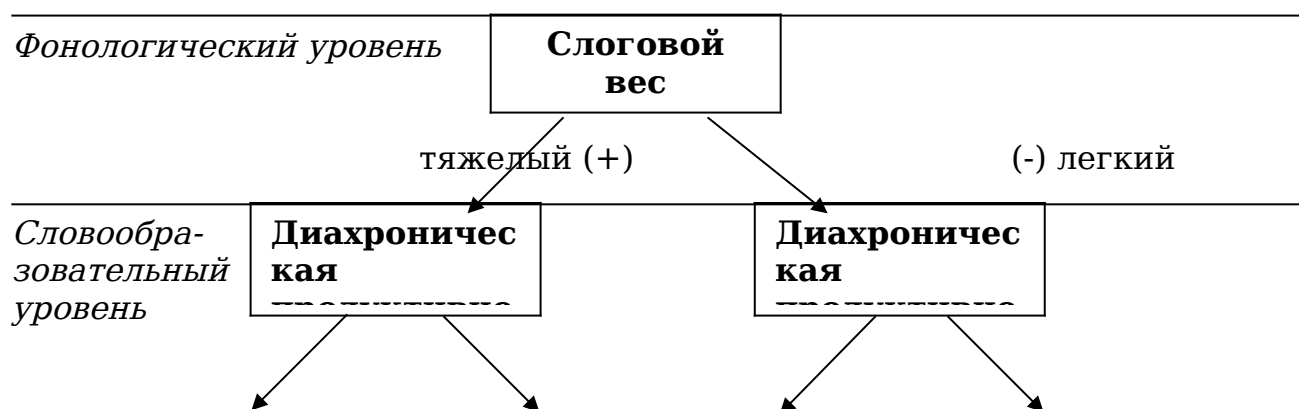 Фонологический уровень
Слоговой
вес
тяжелый (+)
(-) легкий
Словообра-
зовательный
уровень
Диахроничес
кая
Диахроничес
кая